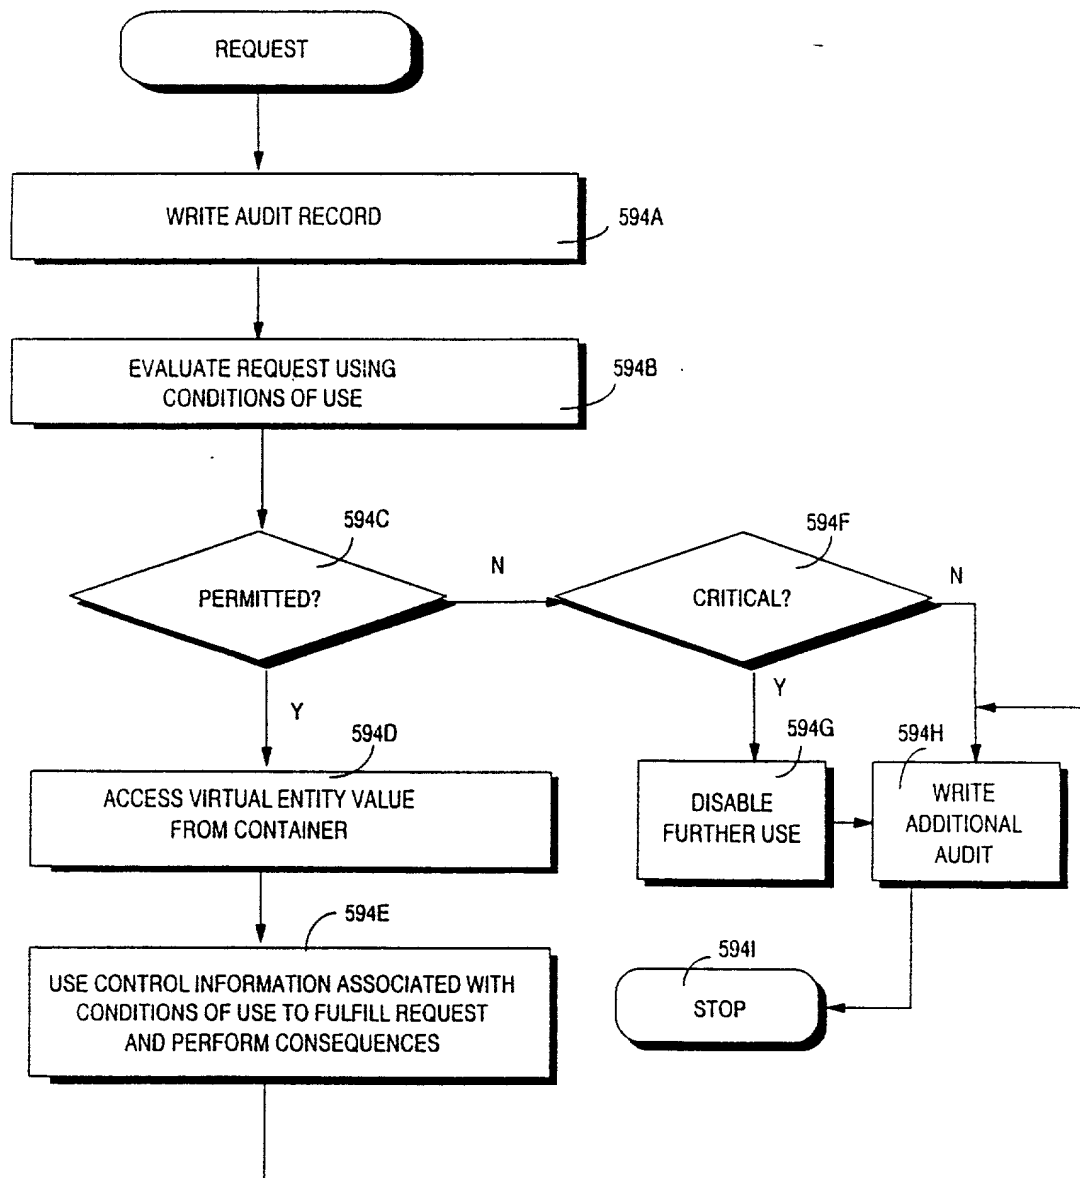 REQUEST
WRITE AUDIT RECORD
594A
EVALUATE REQUEST USING
CONDITIONS OF USE
594B
594C
PERMITTED?
N
594F
CRITICAL?
N
Y
Y
594D
ACCESS VIRTUAL ENTITY VALUE
FROM CONTAINER
594G
DISABLE
FURTHER USE
594H
WRITE
ADDITIONAL
AUDIT
594E
USE CONTROL INFORMATION ASSOCIATED WITH
CONDITIONS OF USE TO FULFILL REQUEST
AND PERFORM CONSEQUENCES
594I
STOP